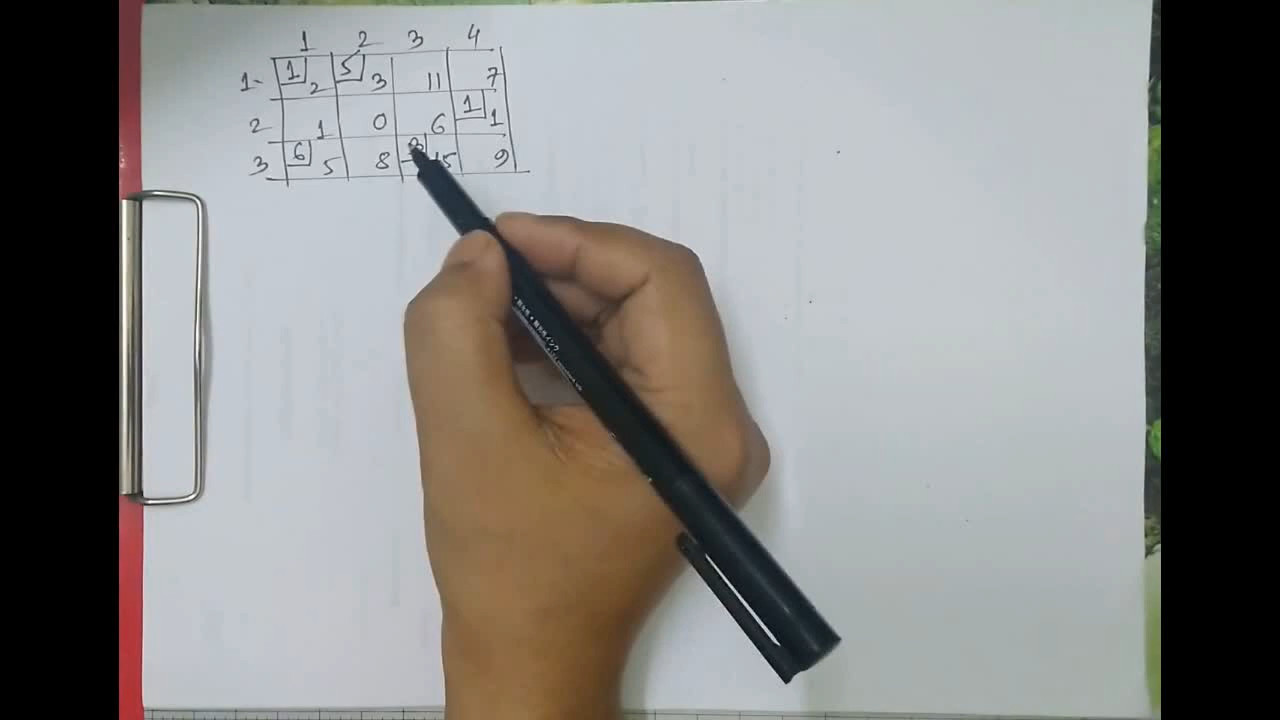 1 2 3 4
1- 1 2 5 3 11 7
2 1 0 6 1 1
3 6 5 8 15 9